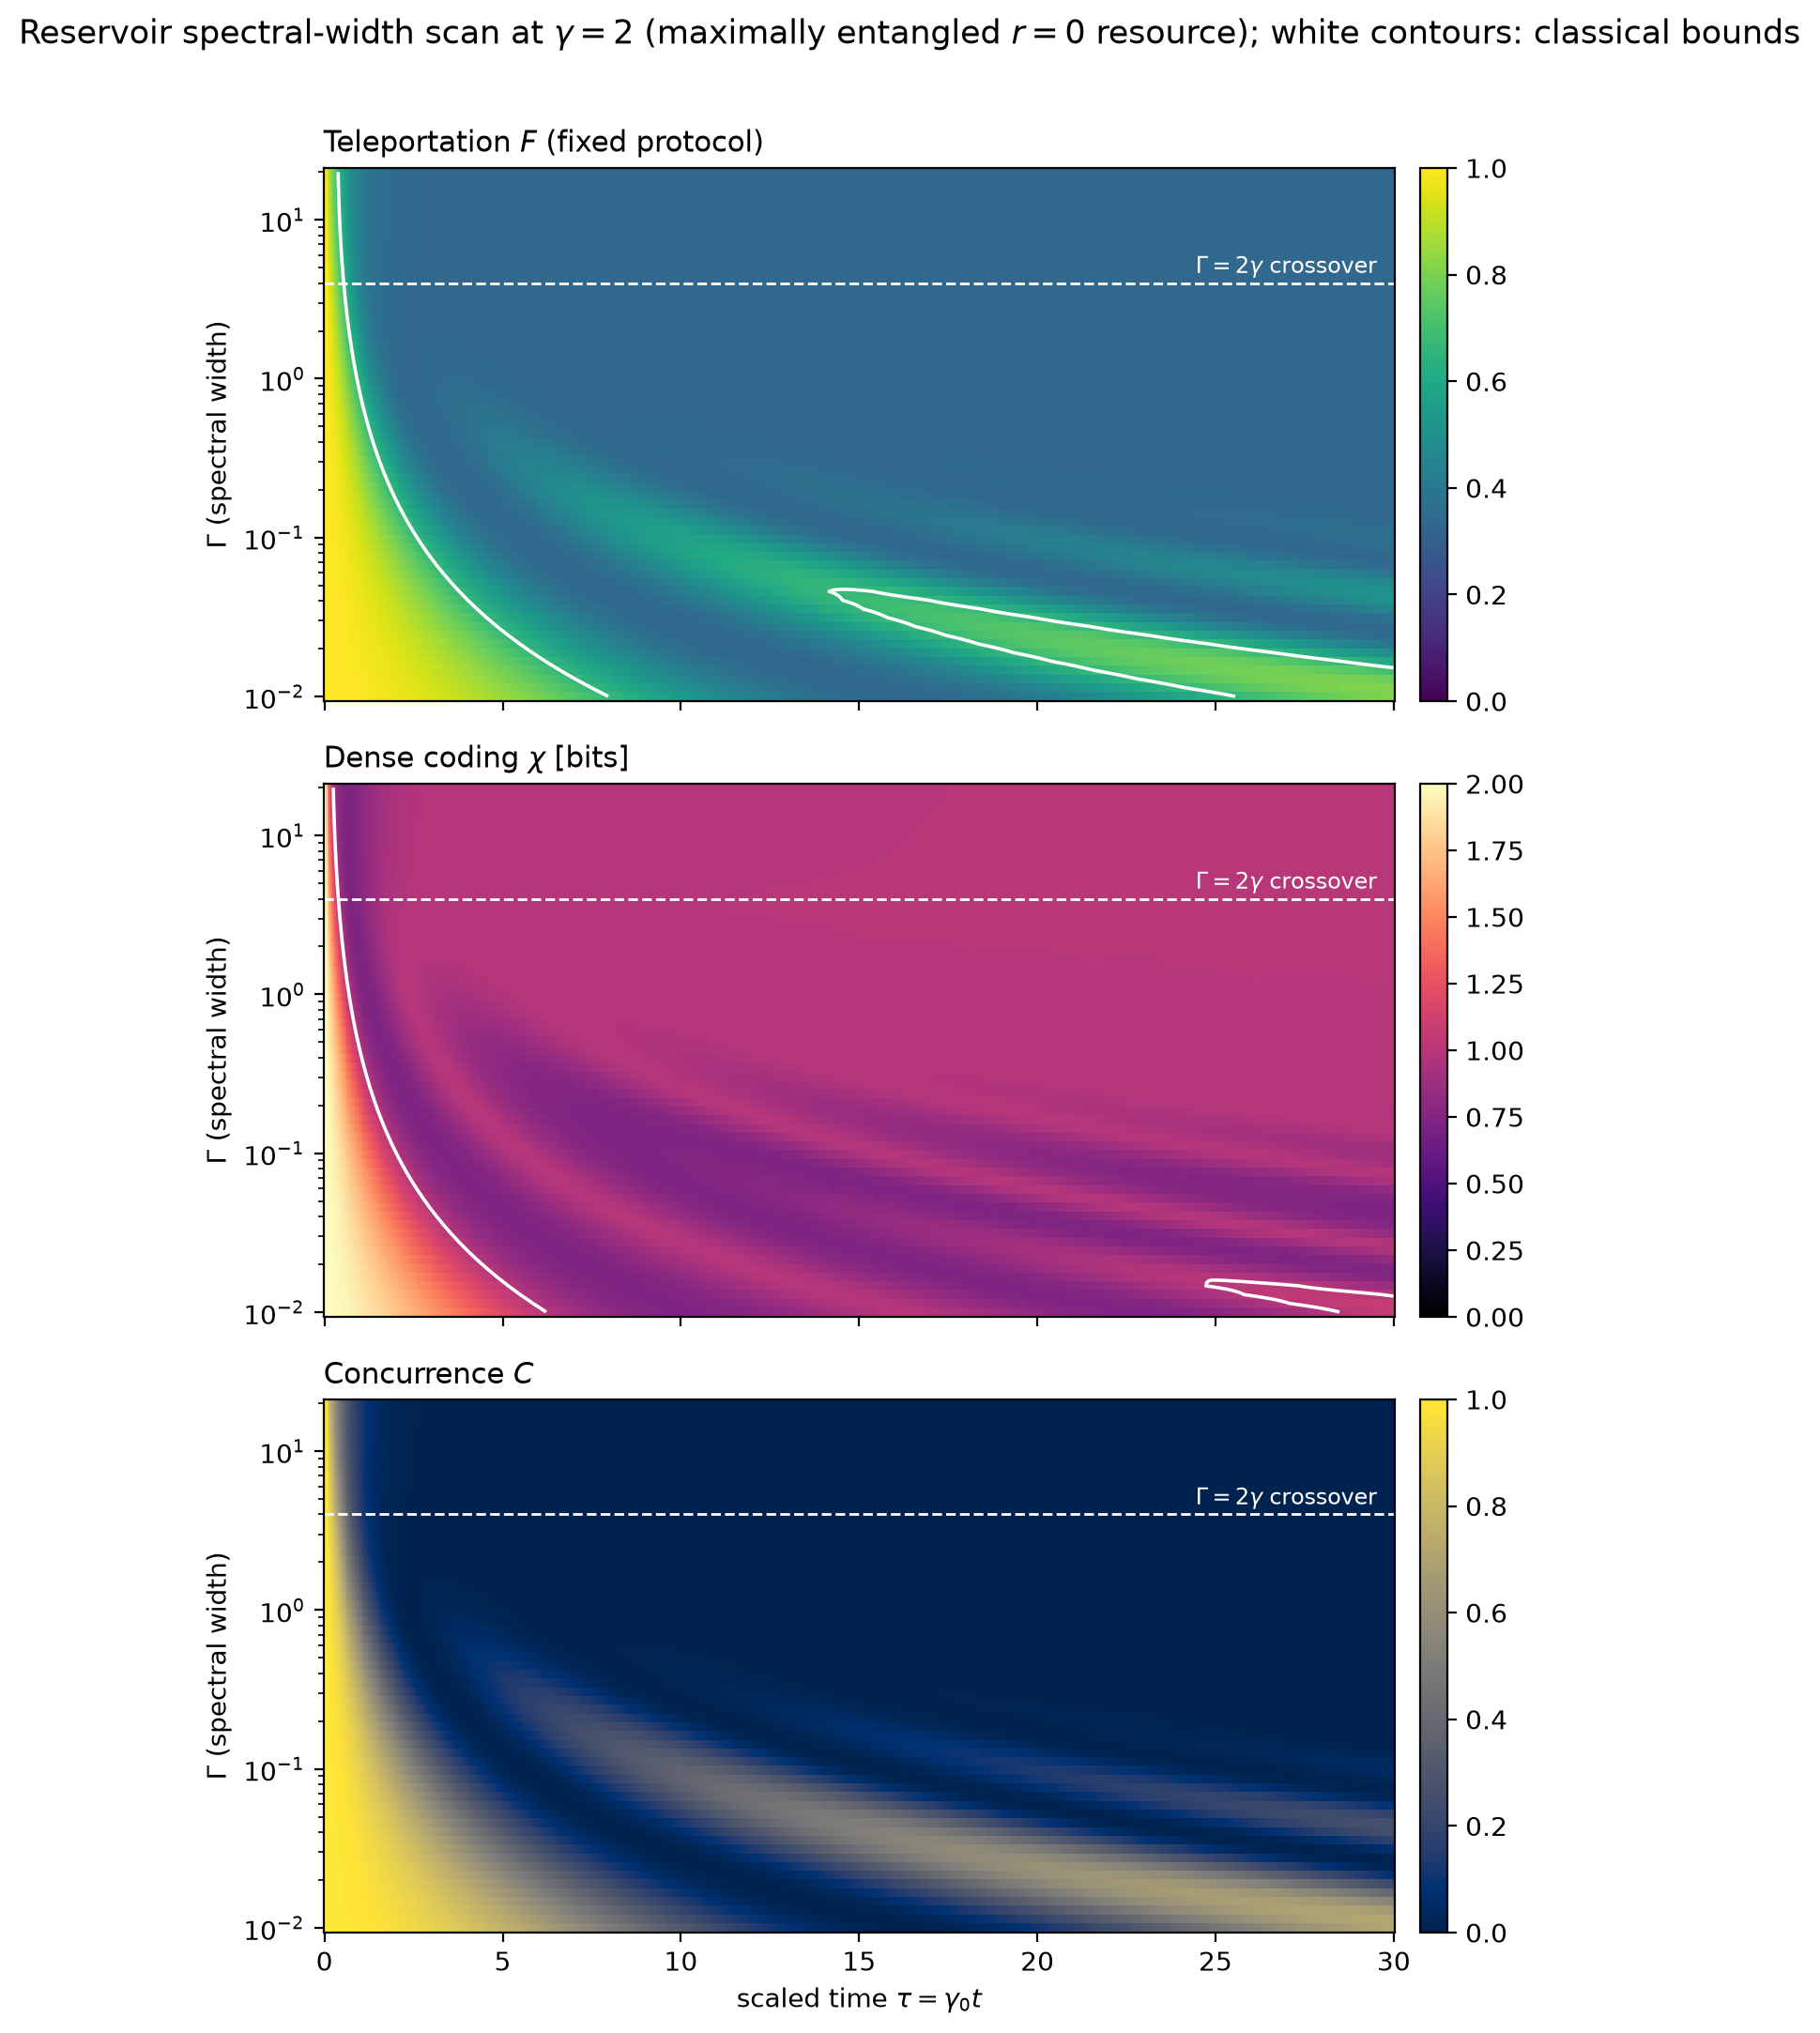 Reservoir spectral-width scan at γ = 2 (maximally entangled r = 0 resource); white contours: classical bounds
Teleportation F (fixed protocol)
Γ = 2γ crossover
Γ (spectral width)
10¹
10⁰
10⁻¹
10⁻²
1.0
0.8
0.6
0.4
0.2
0.0
Dense coding χ [bits]
Γ = 2γ crossover
Γ (spectral width)
10¹
10⁰
10⁻¹
10⁻²
2.00
1.75
1.50
1.25
1.00
0.75
0.50
0.25
0.00
Concurrence C
Γ = 2γ crossover
Γ (spectral width)
10¹
10⁰
10⁻¹
10⁻²
1.0
0.8
0.6
0.4
0.2
0.0
0 5 10 15 20 25 30
scaled time τ = γ₀t